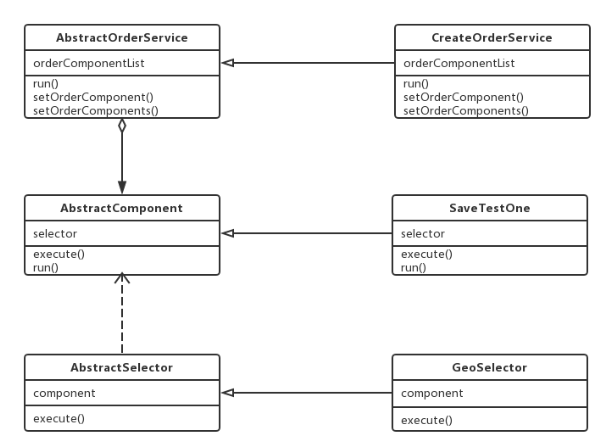 AbstractOrderService
orderComponentList
run()
setOrderComponent()
setOrderComponents()
CreateOrderService
orderComponentList
run()
setOrderComponent()
setOrderComponents()
AbstractComponent
selector
execute()
run()
SaveTestOne
selector
execute()
run()
AbstractSelector
component
execute()
GeoSelector
component
execute()